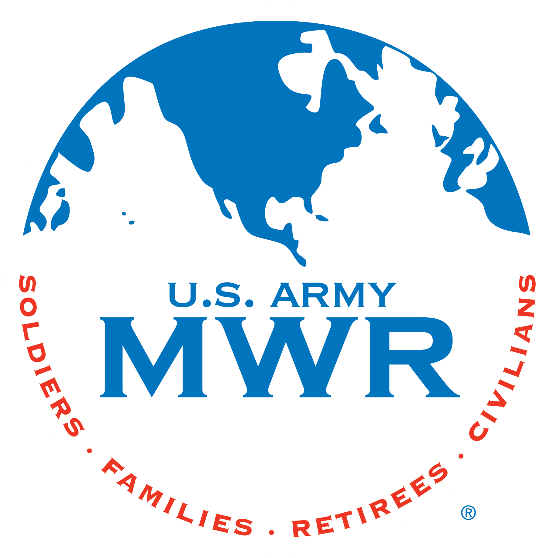 U.S. ARMY
MWR
SOLDIERS · FAMILIES · RETIREES · CIVILIANS
®